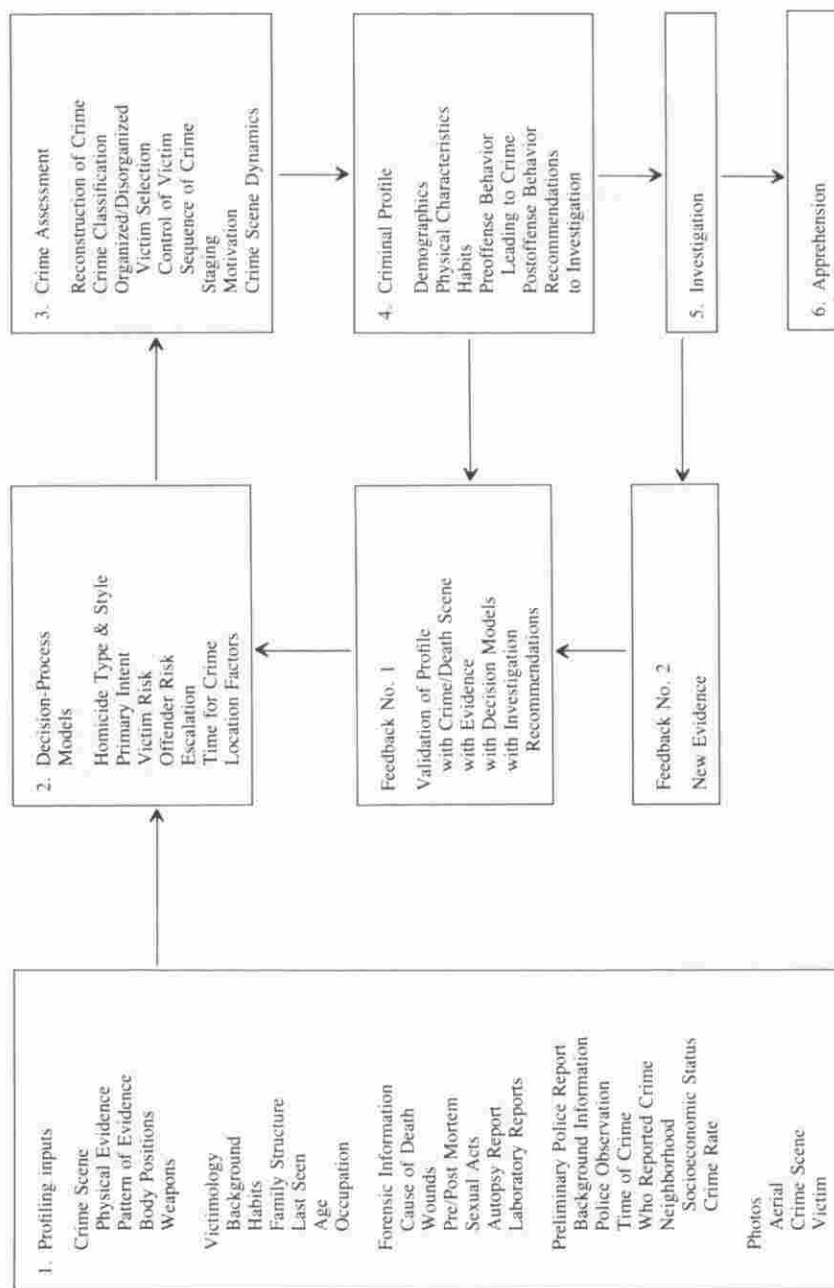 1. Profiling inputs
Crime Scene
Physical Evidence
Pattern of Evidence
Body Positions
Weapons
Victimology
Background
Habits
Family Structure
Last Seen
Age
Occupation
Forensic Information
Cause of Death
Wounds
Pre/Post Mortem
Sexual Acts
Autopsy Report
Laboratory Reports
Preliminary Police Report
Background Information
Police Observation
Time of Crime
Who Reported Crime
Neighborhood
Socioeconomic Status
Crime Rate
Photos
Aerial
Crime Scene
Victim
2. Decision-Process
Models
Homicide Type & Style
Primary Intent
Victim Risk
Offender Risk
Escalation
Time for Crime
Location Factors
3. Crime Assessment
Reconstruction of Crime
Crime Classification
Organized/Disorganized
Victim Selection
Control of Victim
Sequence of Crime
Staging
Motivation
Crime Scene Dynamics
Feedback No. 1
Validation of Profile
with Crime/Death Scene
with Evidence
with Decision Models
with Investigation
Recommendations
4. Criminal Profile
Demographics
Physical Characteristics
Habits
Preoffense Behavior
Leading to Crime
Postoffense Behavior
Recommendations
to Investigation
Feedback No. 2
New Evidence
5. Investigation
6. Apprehension